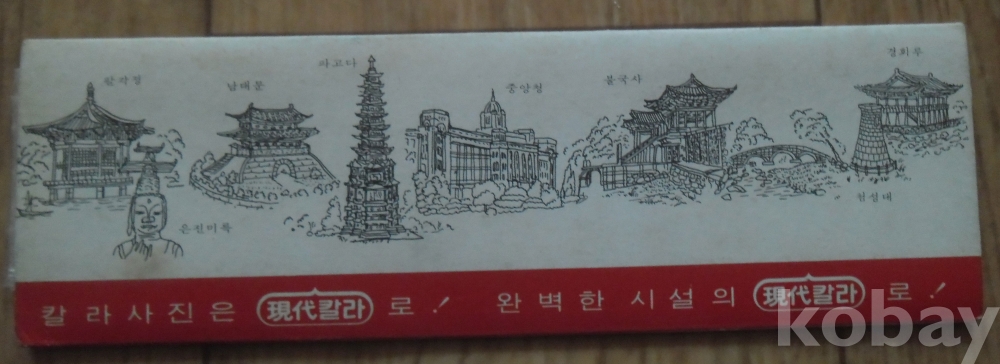 팔각정
남대문
파고다
중앙청
불국사
경회루
은진미륵
첨성대
칼라사진은 現代칼라 로! 완벽한 시설의 現代칼라 로!
kobay